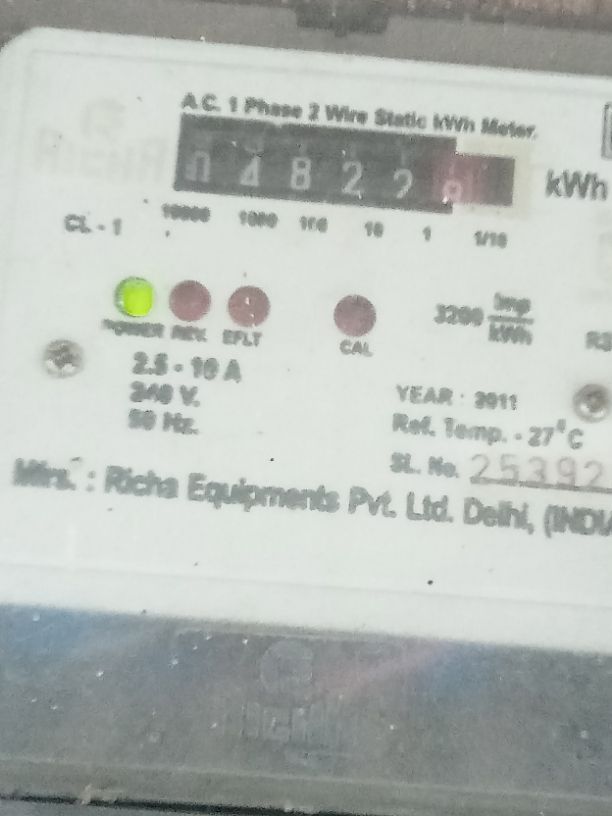 A.C. 1 Phase 2 Wire Static kWh Meter.
0 4 8 2 2
kWh
10000 1000 100 10 1 1/10
CL - 1
POWER REV. EFLT
CAL
3200 Imp/kWh
2.5 - 10 A
240 V.
50 Hz.
YEAR : 2011
Ref. Temp. - 27°C
SL. No. 25392
Mfrs. : Richa Equipments Pvt. Ltd. Delhi,